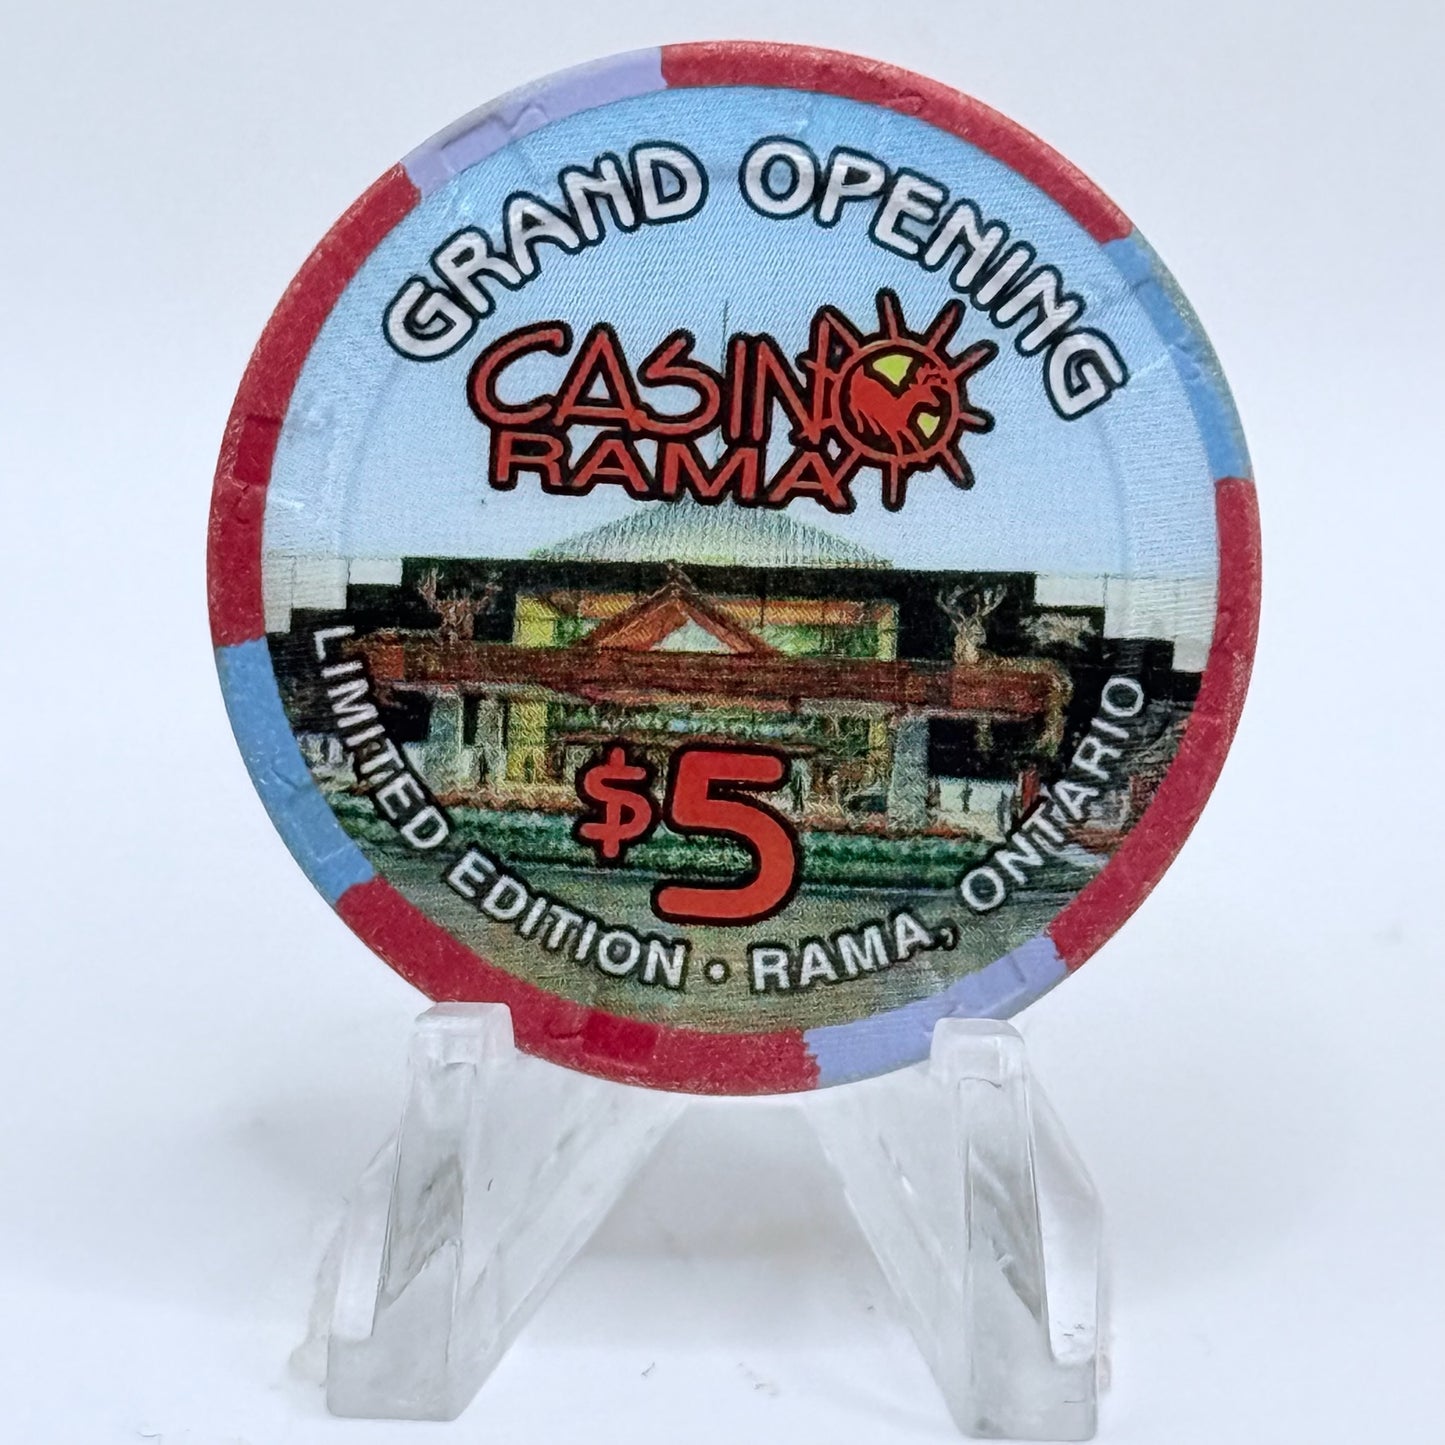 GRAND OPENING
CASINO
RAMA
$5
LIMITED EDITION • RAMA, ONTARIO